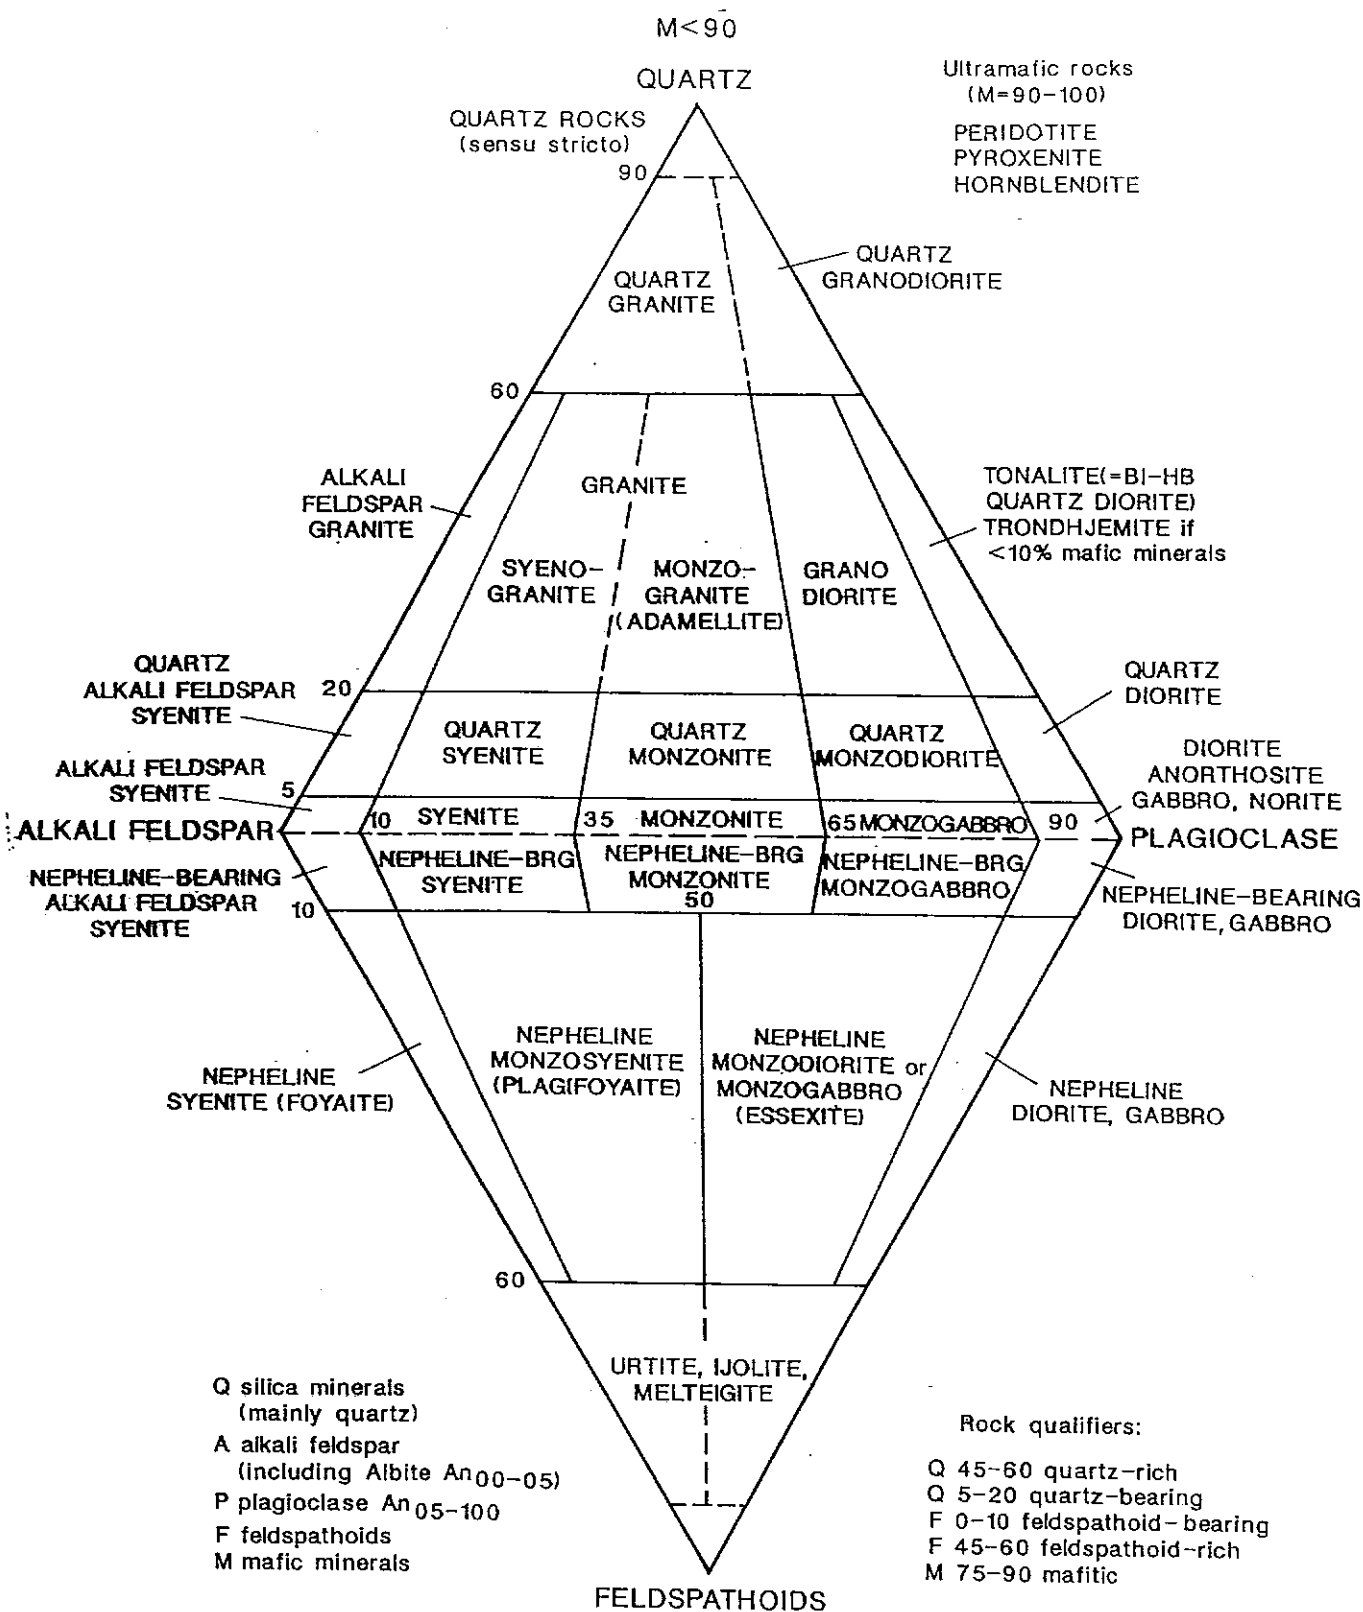 M<90
QUARTZ
Ultramafic rocks
(M=90-100)
PERIDOTITE
PYROXENITE
HORNBLENDITE
QUARTZ ROCKS
(sensu stricto)
90
QUARTZ
GRANODIORITE
QUARTZ
GRANITE
60
ALKALI
FELDSPAR
GRANITE
GRANITE
TONALITE(=BI-HB
QUARTZ DIORITE)
TRONDHJEMITE if
<10% mafic minerals
SYENO-
GRANITE
MONZO-
GRANITE
(ADAMELLITE)
GRANO
DIORITE
QUARTZ
ALKALI FELDSPAR
SYENITE
20
QUARTZ
DIORITE
QUARTZ
SYENITE
QUARTZ
MONZONITE
QUARTZ
MONZODIORITE
ALKALI FELDSPAR
SYENITE
5
DIORITE
ANORTHOSITE
GABBRO, NORITE
ALKALI FELDSPAR
10
SYENITE
35
MONZONITE
65
MONZOGABBRO
90
PLAGIOCLASE
NEPHELINE-BEARING
ALKALI FELDSPAR
SYENITE
10
NEPHELINE-BRG
SYENITE
NEPHELINE-BRG
MONZONITE
50
NEPHELINE-BRG
MONZOGABBRO
NEPHELINE-BEARING
DIORITE, GABBRO
NEPHELINE
SYENITE (FOYAITE)
NEPHELINE
MONZOSYENITE
(PLAGIFOYAITE)
NEPHELINE
MONZODIORITE or
MONZOGABBRO
(ESSEXITE)
NEPHELINE
DIORITE, GABBRO
60
URTITE, IJOLITE,
MELTEIGITE
Q silica minerals
(mainly quartz)
A alkali feldspar
(including Albite An00-05)
P plagioclase An05-100
F feldspathoids
M mafic minerals
Rock qualifiers:
Q 45-60 quartz-rich
Q 5-20 quartz-bearing
F 0-10 feldspathoid-bearing
F 45-60 feldspathoid-rich
M 75-90 mafitic
FELDSPATHOIDS